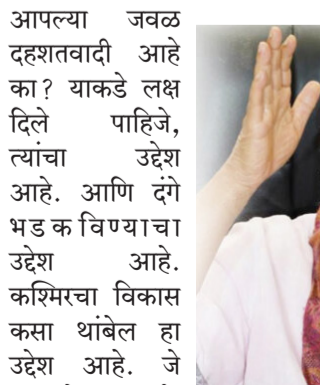 आपल्या जवळ
दहशतवादी आहे
का? याकडे लक्ष
दिले पाहिजे,
त्यांचा उद्देश
आहे. आणि दंगे
भडकविण्याचा
उद्देश आहे.
कश्मिरचा विकास
कसा थांबेल हा
उद्देश आहे. जे